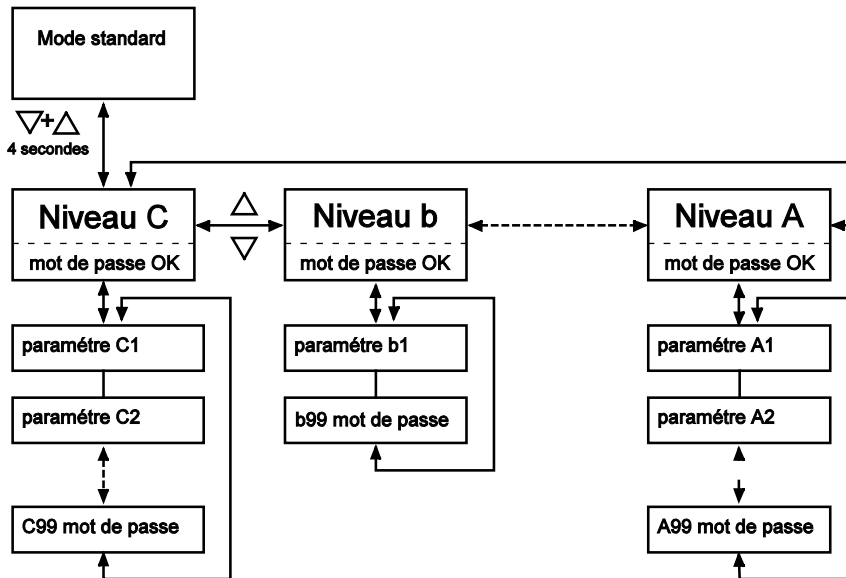 Mode standard
+
4 secondes
Niveau C
mot de passe OK
Niveau b
mot de passe OK
Niveau A
mot de passe OK
paramétre C1
paramétre b1
paramétre A1
paramétre C2
b99 mot de passe
paramétre A2
C99 mot de passe
A99 mot de passe